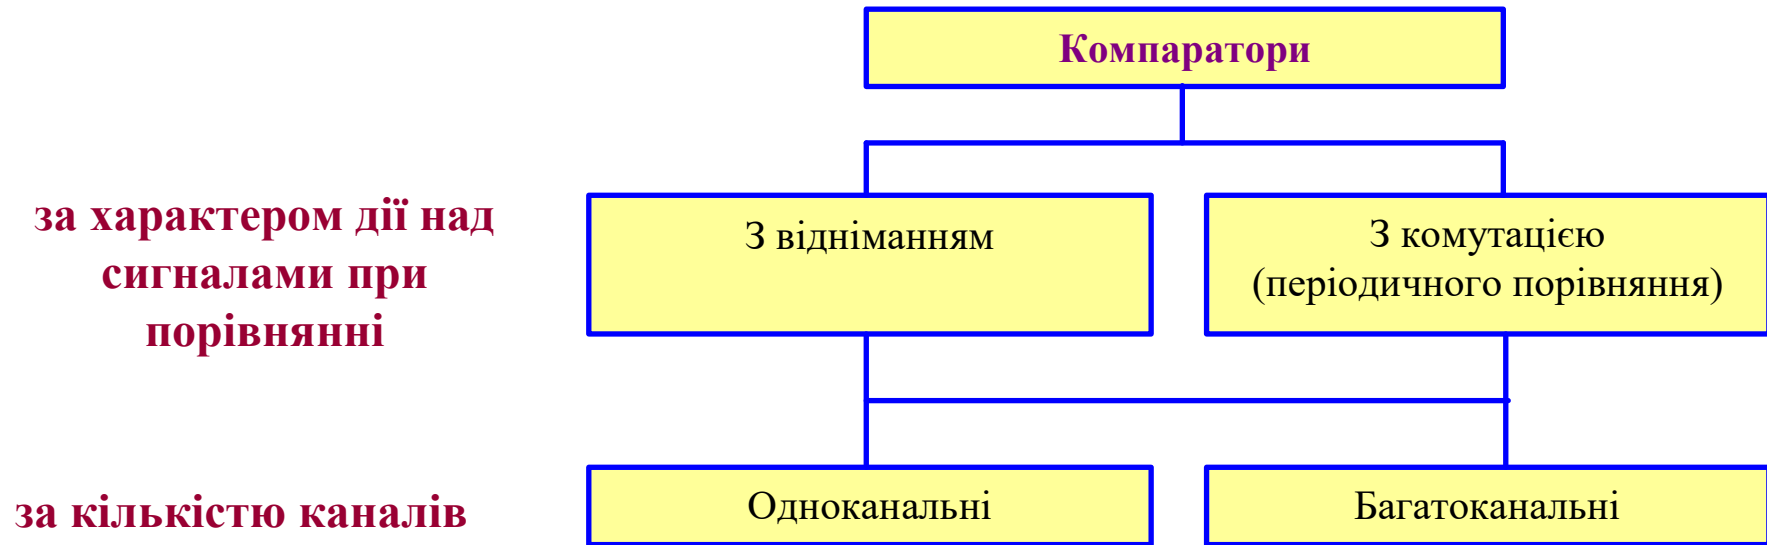 Компаратори
за характером дії над
сигналами при
порівнянні
З відніманням
З комутацією
(періодичного порівняння)
за кількістю каналів
Одноканальні
Багатоканальні